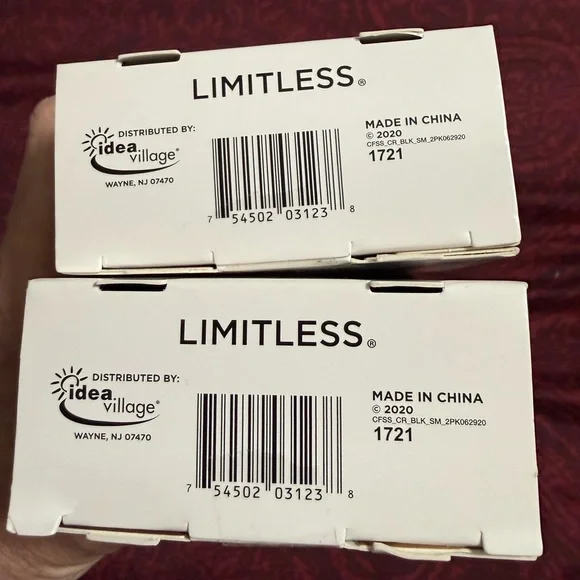 LIMITLESS®
DISTRIBUTED BY:
idea
village®
WAYNE, NJ 07470
7 54502 03123 8
MADE IN CHINA
© 2020
CFSS_CR_BLK_SM_2PK062920
1721
LIMITLESS®
DISTRIBUTED BY:
idea
village®
WAYNE, NJ 07470
7 54502 03123 8
MADE IN CHINA
© 2020
CFSS_CR_BLK_SM_2PK062920
1721